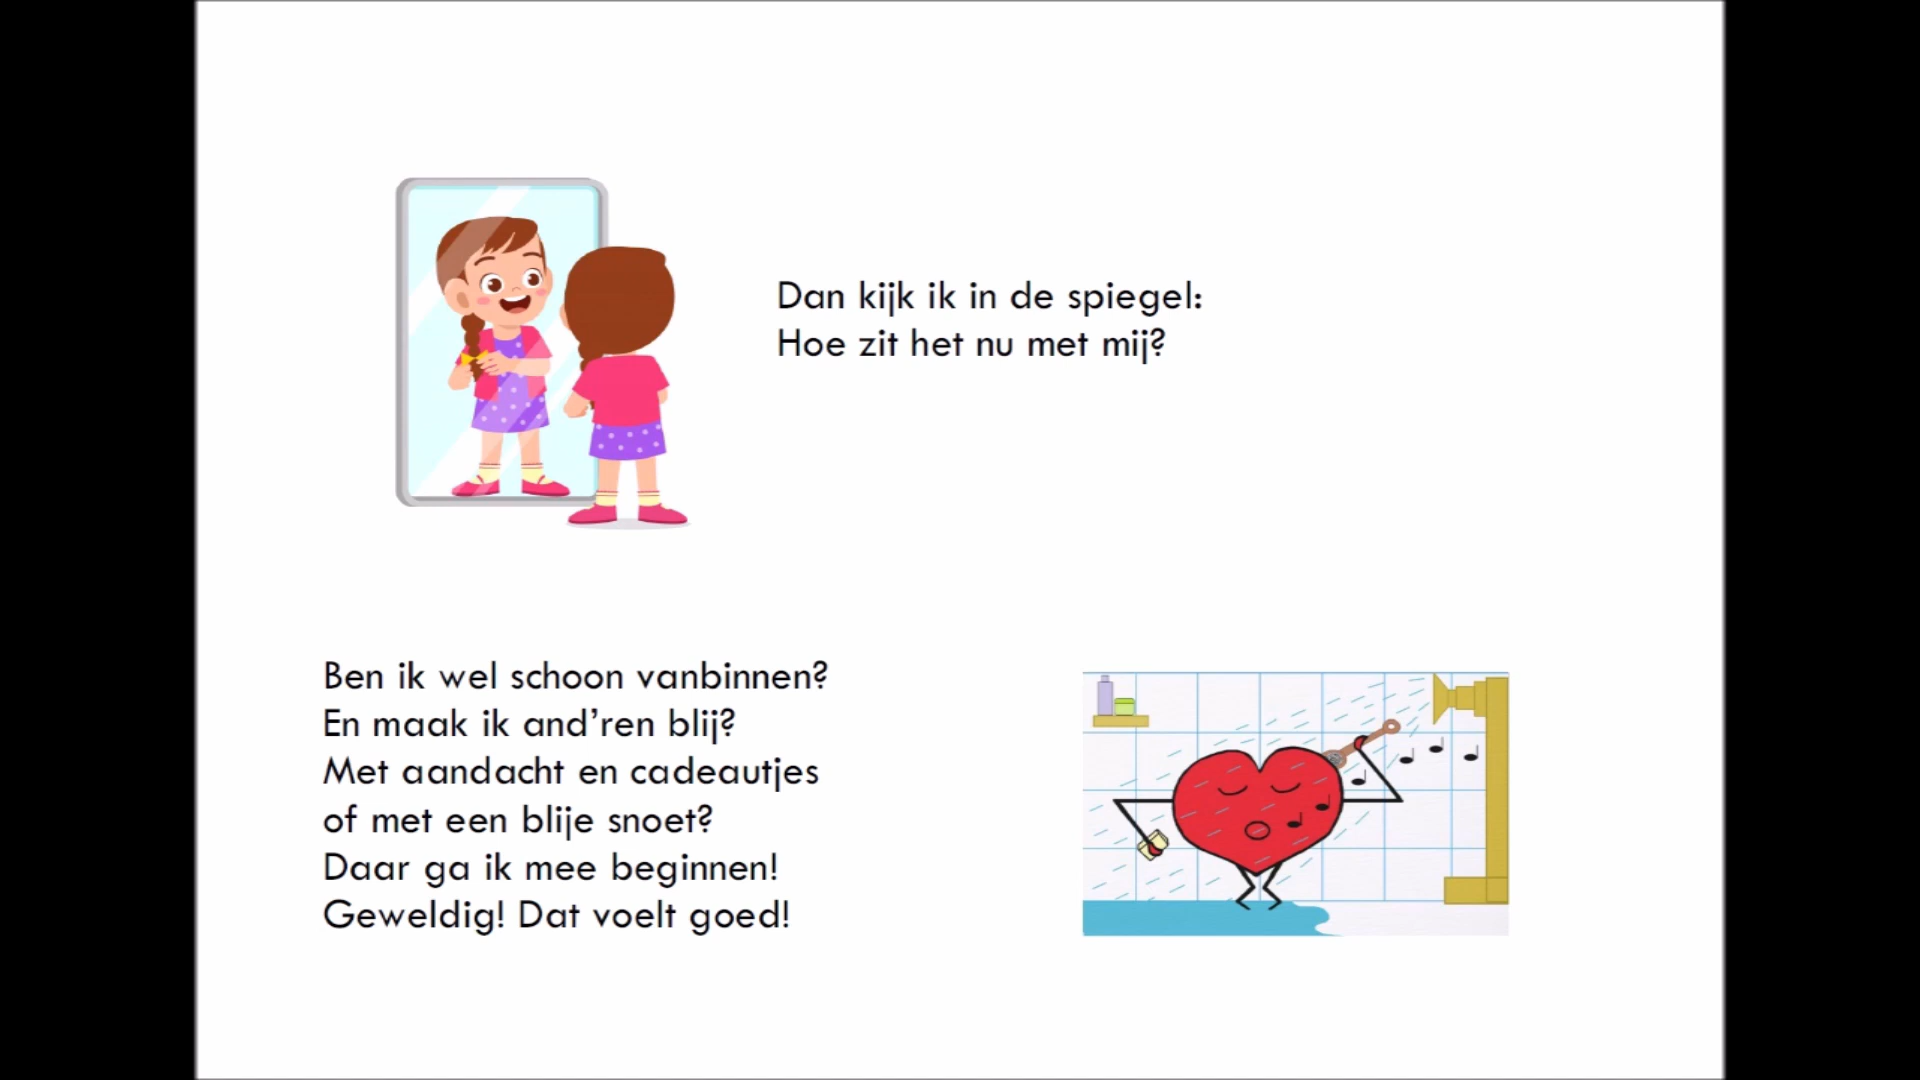 Dan kijk ik in de spiegel:
Hoe zit het nu met mij?
Ben ik wel schoon vanbinnen?
En maak ik and’ren blij?
Met aandacht en cadeautjes
of met een blije snoet?
Daar ga ik mee beginnen!
Geweldig! Dat voelt goed!